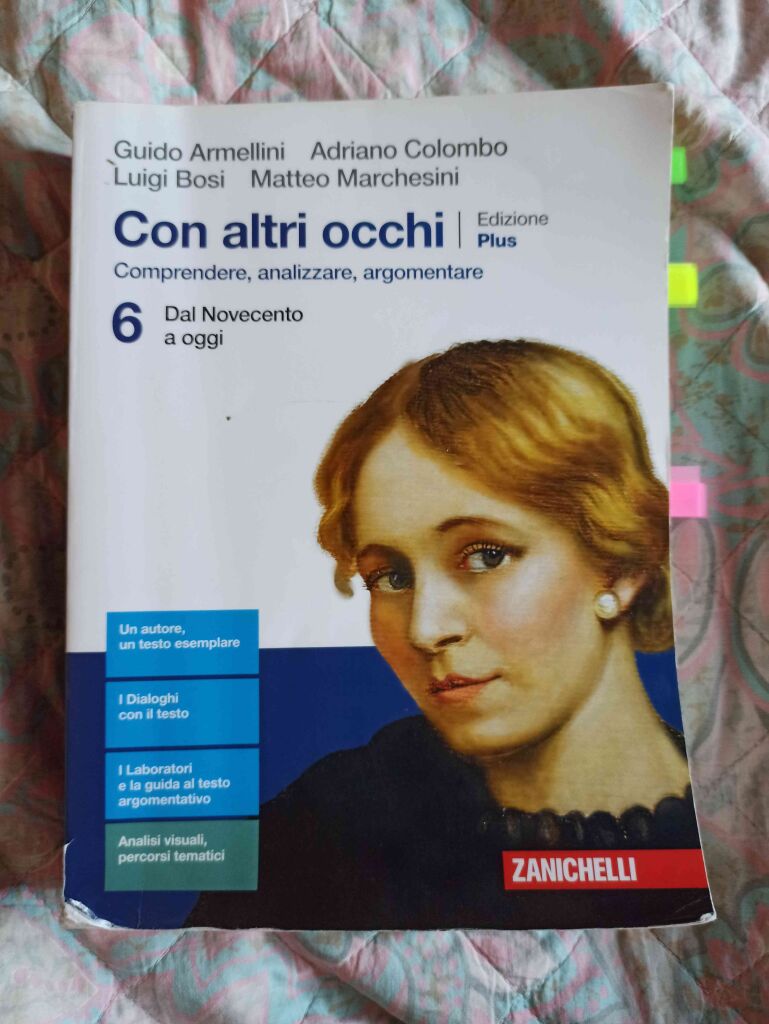 Guido Armellini Adriano Colombo
Luigi Bosi Matteo Marchesini
Con altri occhi | Edizione Plus
Comprendere, analizzare, argomentare
6 Dal Novecento
a oggi
Un autore,
un testo esemplare
I Dialoghi
con il testo
I Laboratori
e la guida al testo
argomentativo
Analisi visuali,
percorsi tematici
ZANICHELLI